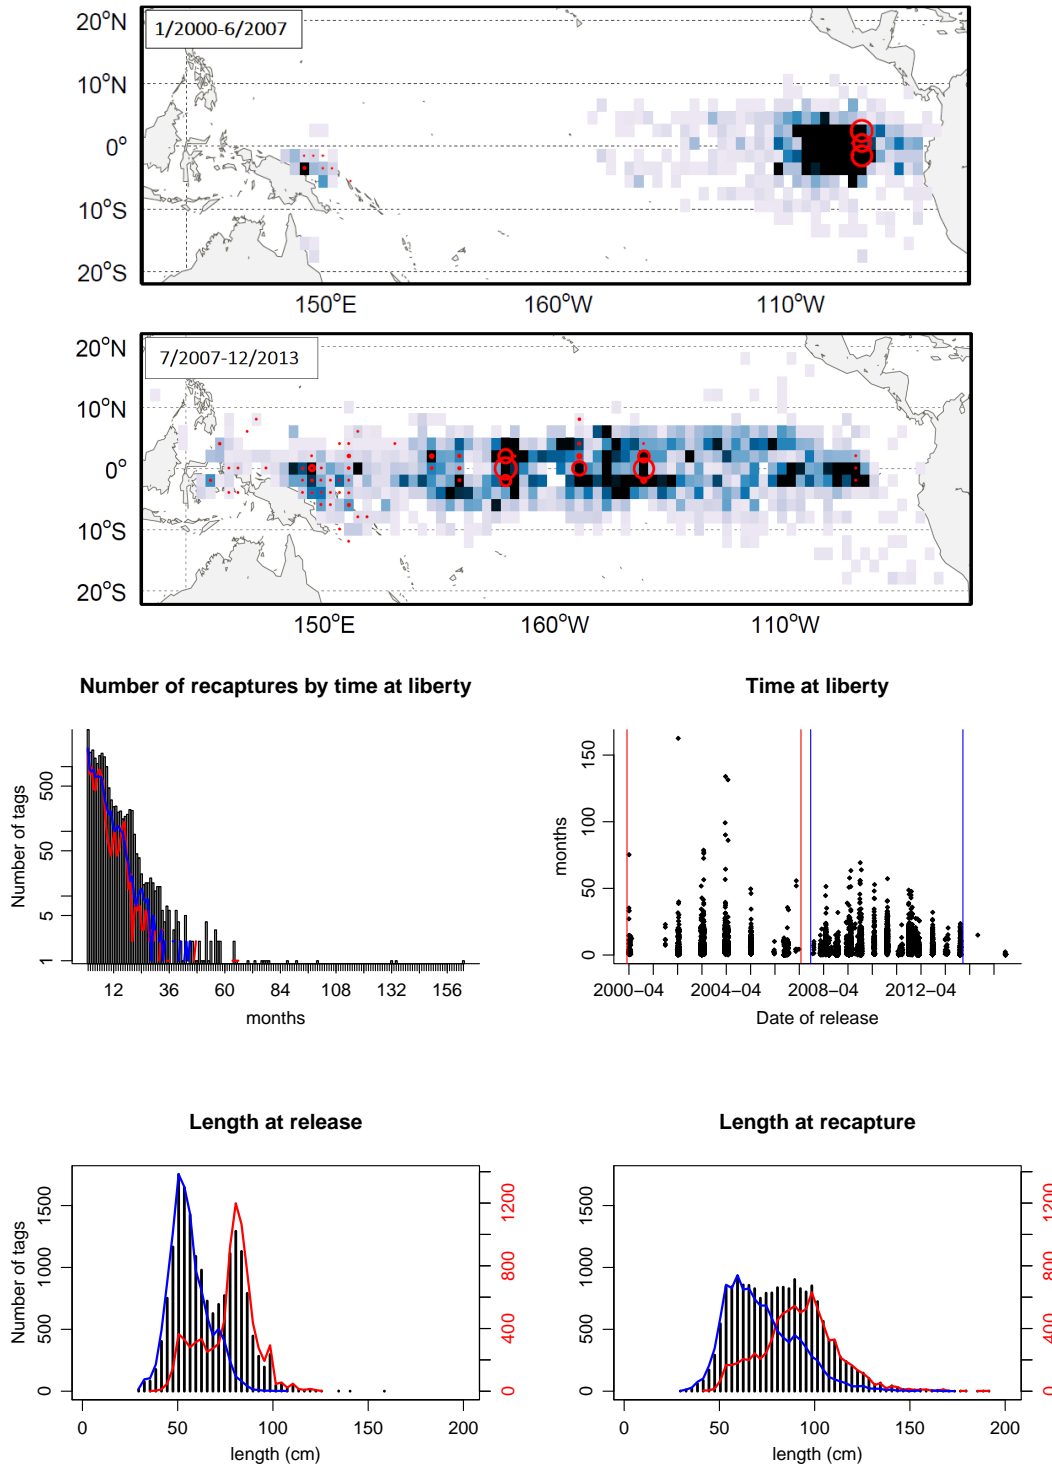 20°N
1/2000-6/2007
10°N
0°
10°S
20°S
150°E 160°W 110°W
20°N
7/2007-12/2013
10°N
0°
10°S
20°S
150°E 160°W 110°W
Number of recaptures by time at liberty
Number of tags
500
50
5
1
12 36 60 84 108 132 156
months
Time at liberty
months
150
100
50
0
2000−04 2004−04 2008−04 2012−04
Date of release
Length at release
Number of tags
1500
1000
500
0
1200
800
400
0
0 50 100 150 200
length (cm)
Length at recapture
1500
1000
500
0
1200
800
400
0
0 50 100 150 200
length (cm)